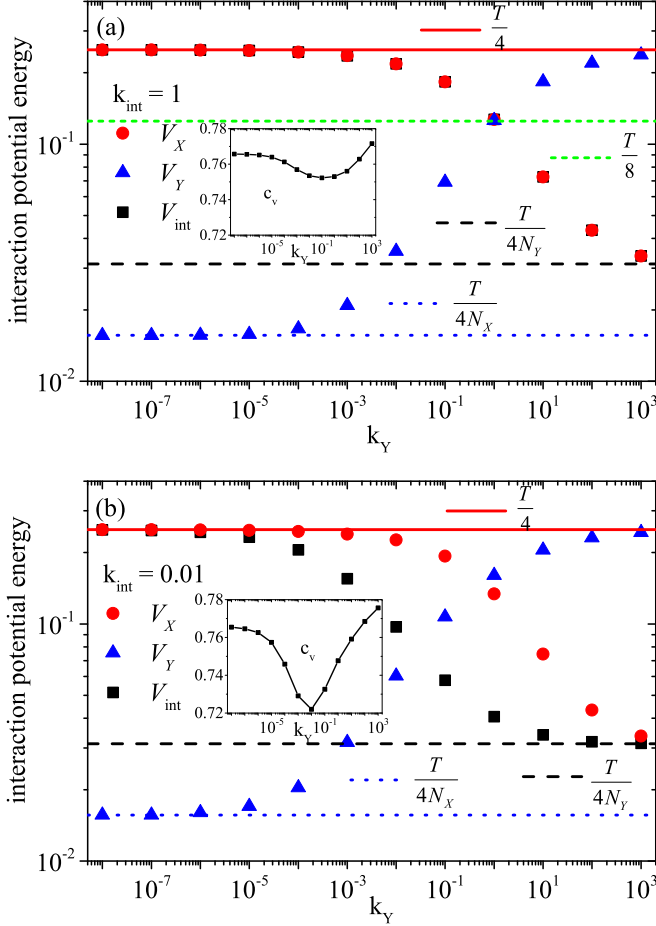 (a)
T/4
k_int = 1
V_X
V_Y
V_int
interaction potential energy
10^-1
10^-2
0.78
0.76
0.74
0.72
c_v
10^-5 10^-1 10^3
k_Y
T/8
T/4N_Y
T/4N_X
10^-7 10^-5 10^-3 10^-1 10^1 10^3
k_Y
(b)
T/4
k_int = 0.01
V_X
V_Y
V_int
interaction potential energy
10^-1
10^-2
0.78
0.76
0.74
0.72
c_v
10^-5 10^-1 10^3
k_Y
T/4N_X
T/4N_Y
10^-7 10^-5 10^-3 10^-1 10^1 10^3
k_Y